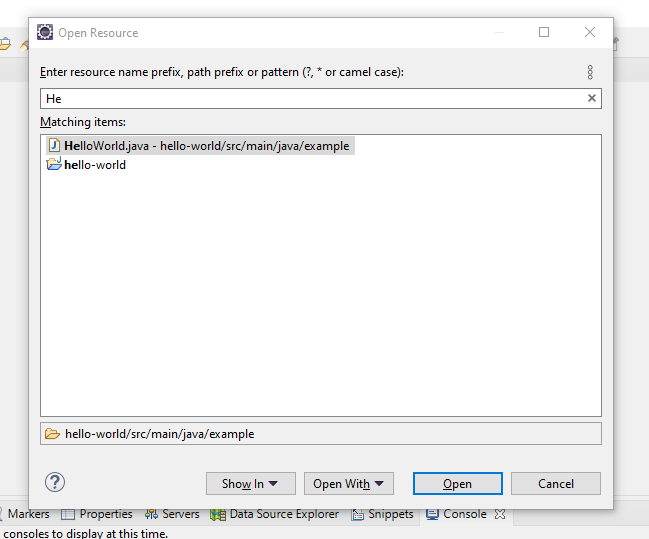 Open Resource
Enter resource name prefix, path prefix or pattern (?, * or camel case):
He
Matching items:
HelloWorld.java - hello-world/src/main/java/example
hello-world
hello-world/src/main/java/example
Show In Open With Open Cancel
Markers Properties Servers Data Source Explorer Snippets Console
consoles to display at this time.